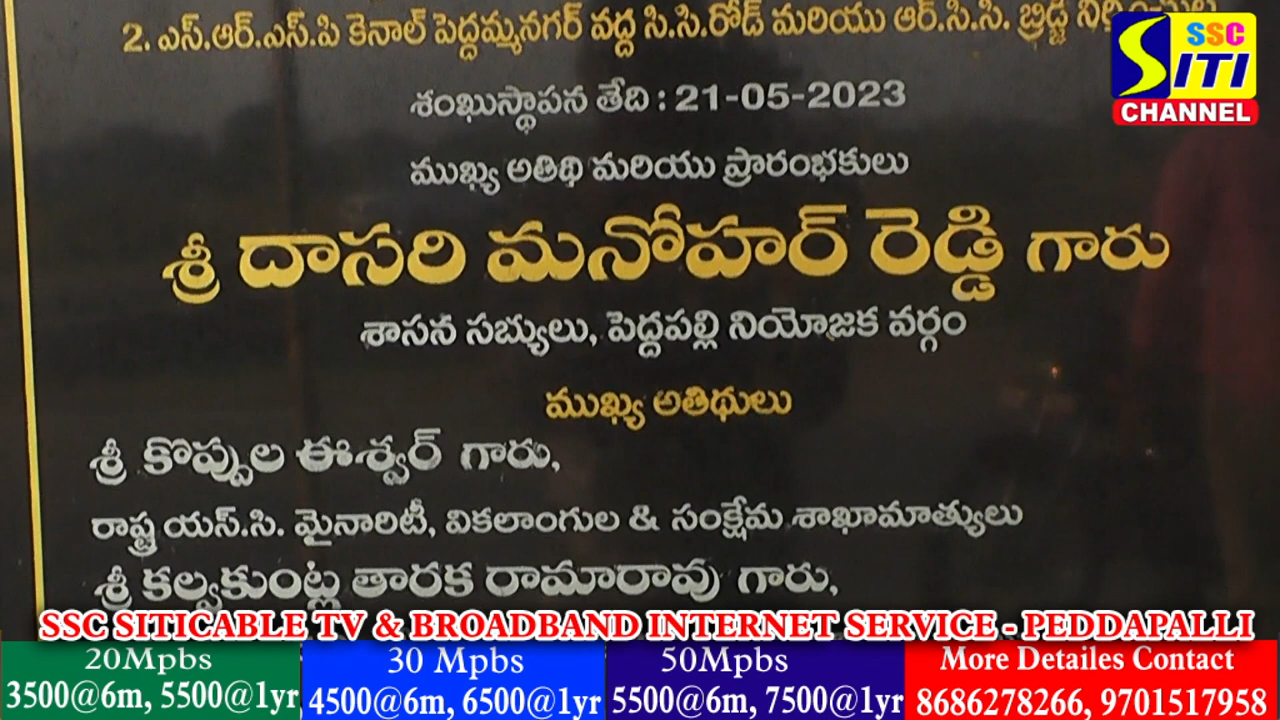 2. ఎస్.ఆర్.ఎస్.పి కెనాల్ పెద్దమ్మనగర్ వద్ద సి.సి.రోడ్ మరియు ఆర్.సి.సి. బ్రిడ్జి
SSC
SITI
CHANNEL
శంఖుస్థాపన తేది : 21-05-2023
ముఖ్య అతిథి మరియు ప్రారంభకులు
శ్రీ దాసరి మనోహర్ రెడ్డి గారు
శాసన సబ్యులు, పెద్దపల్లి నియోజక వర్గం
ముఖ్య అతిథులు
శ్రీ కొప్పుల ఈశ్వర్ గారు,
రాష్ట్ర యస్.సి. మైనారిటీ, వికలాంగుల & సంక్షేమ శాఖామాత్యులు
శ్రీ కల్వకుంట్ల తారక రామారావు గారు,
SSC SITICABLE TV & BROADBAND INTERNET SERVICE - PEDDAPALLI
20Mpbs
3500@6m, 5500@1yr
30 Mpbs
4500@6m, 6500@1yr
50Mpbs
5500@6m, 7500@1yr
More Detailes Contact
8686278266, 9701517958